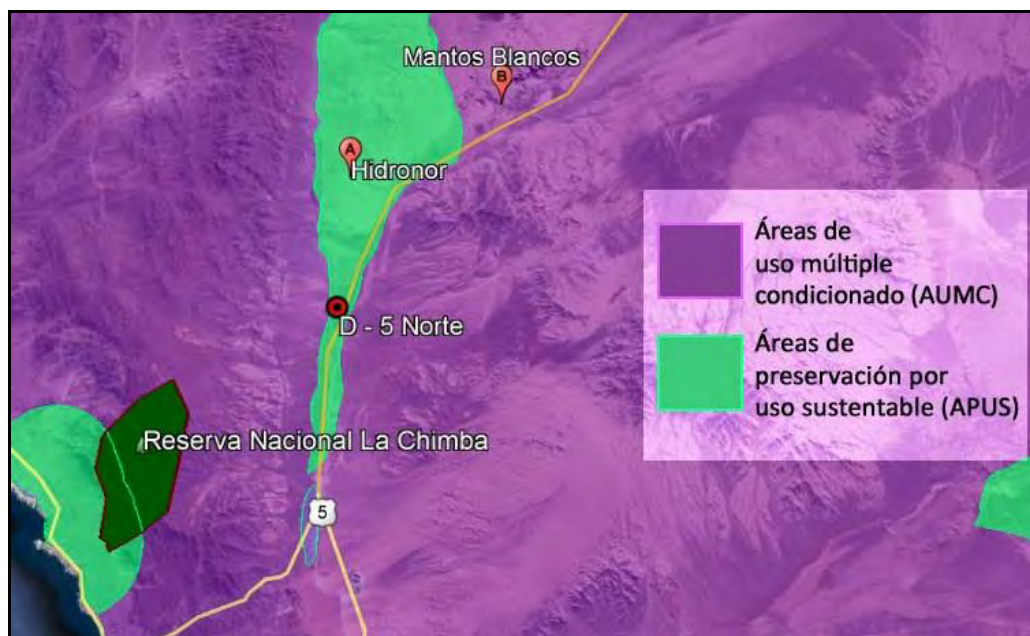 Mantos Blancos
B
A
Hidronor
D - 5 Norte
Reserva Nacional La Chimba
5
Áreas de
uso múltiple
condicionado (AUMC)
Áreas de
preservación por
uso sustentable (APUS)